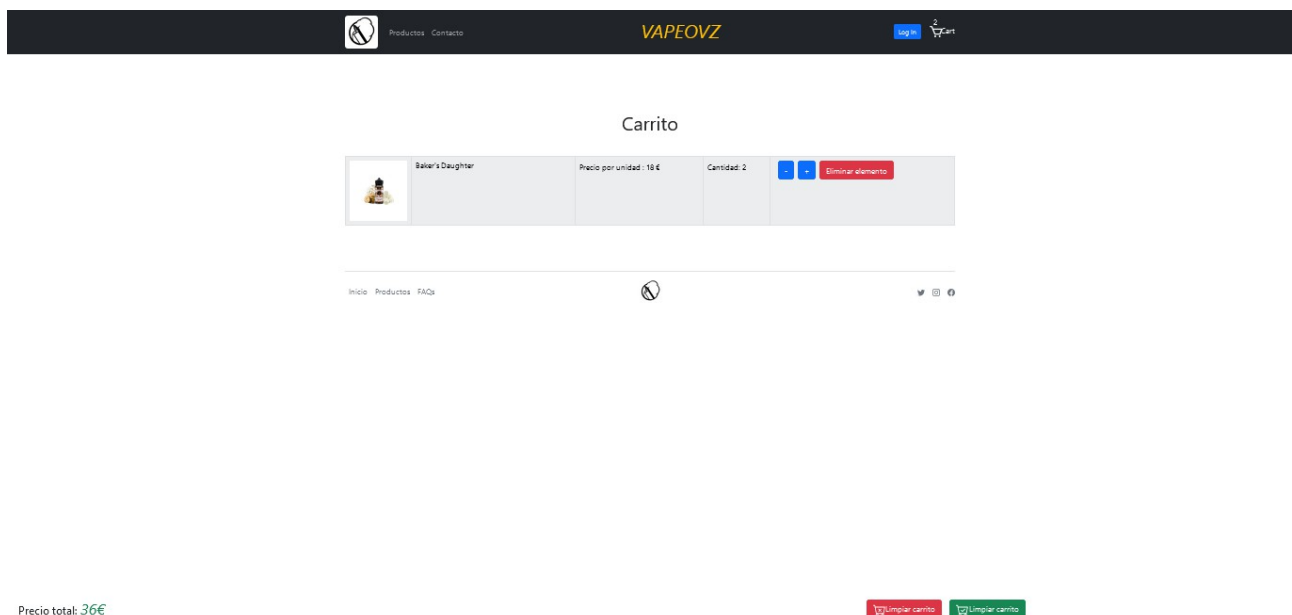 Productos Contacto
VAPEOVZ
Log In
2
Cart
Carrito
Baker's Daughter
Precio por unidad : 18 €
Cantidad: 2
-
+
Eliminar elemento
Inicio Productos FAQs
Precio total: 36€
Limpiar carrito
Limpiar carrito